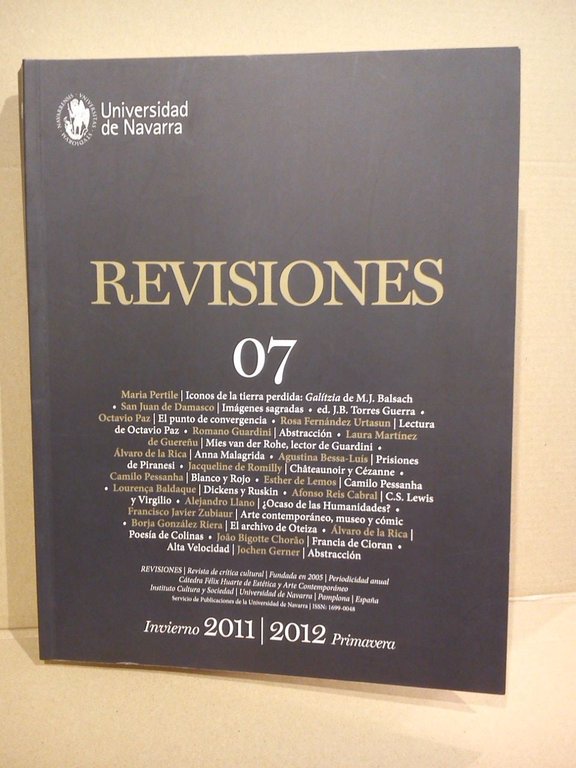 Universidad
de Navarra
REVISIONES
07
Maria Pertile | Iconos de la tierra perdida: Galítzia de M.J. Balsach
• San Juan de Damasco | Imágenes sagradas • ed. J.B. Torres Guerra •
Octavio Paz | El punto de convergencia • Rosa Fernández Urtasun | Lectura
de Octavio Paz • Romano Guardini | Abstracción • Laura Martínez
de Guereñu | Mies van der Rohe, lector de Guardini •
Álvaro de la Rica | Anna Malagrida • Agustina Bessa-Luís | Prisiones
de Piranesi • Jacqueline de Romilly | Châteaunoir y Cézanne •
Camilo Pessanha | Blanco y Rojo • Esther de Lemos | Camilo Pessanha
• Lourença Baldaque | Dickens y Ruskin • Afonso Reis Cabral | C.S. Lewis
y Virgilio • Alejandro Llano | ¿Ocaso de las Humanidades? •
Francisco Javier Zubiaur | Arte contemporáneo, museo y cómic
• Borja González Riera | El archivo de Oteiza • Álvaro de la Rica |
Poesía de Colinas • João Bigotte Chorão | Francia de Cioran •
Alta Velocidad | Jochen Gerner | Abstracción
REVISIONES | Revista de crítica cultural | Fundada en 2005 | Periodicidad anual
Cátedra Félix Huarte de Estética y Arte Contemporáneo
Instituto Cultura y Sociedad | Universidad de Navarra | Pamplona | España
Servicio de Publicaciones de la Universidad de Navarra | ISSN: 1699-0048
Invierno 2011 | 2012 Primavera